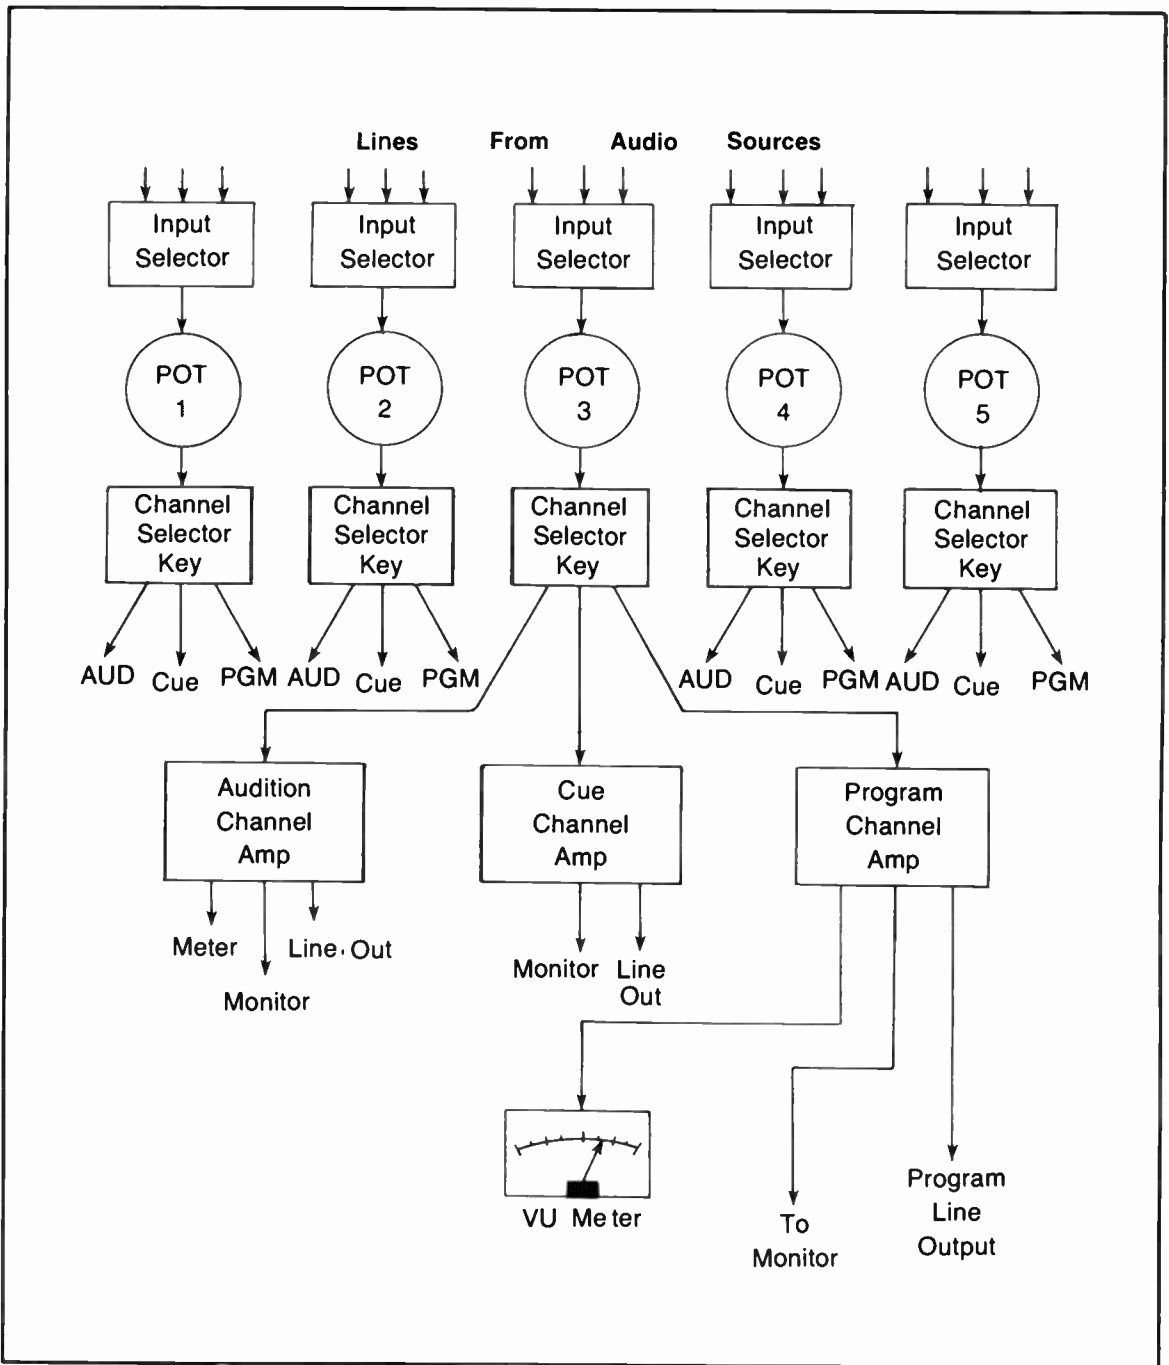 Lines From Audio Sources
Input Selector
Input Selector
Input Selector
Input Selector
Input Selector
POT 1
POT 2
POT 3
POT 4
POT 5
Channel Selector Key
Channel Selector Key
Channel Selector Key
Channel Selector Key
Channel Selector Key
AUD Cue PGM
AUD Cue PGM
AUD Cue PGM
AUD Cue PGM
Audition Channel Amp
Cue Channel Amp
Program Channel Amp
Meter
Monitor
Line Out
Monitor
Line Out
VU Meter
To Monitor
Program Line Output